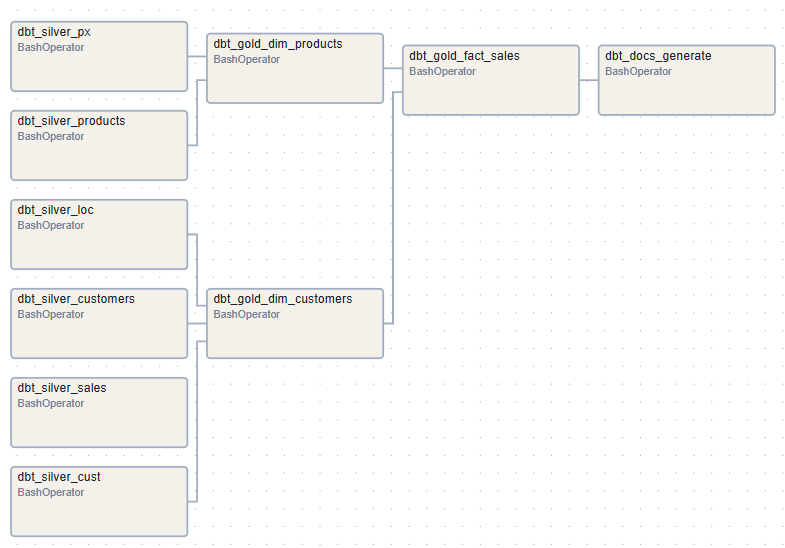 dbt_silver_px
BashOperator
dbt_silver_products
BashOperator
dbt_silver_loc
BashOperator
dbt_silver_customers
BashOperator
dbt_silver_sales
BashOperator
dbt_silver_cust
BashOperator
dbt_gold_dim_products
BashOperator
dbt_gold_dim_customers
BashOperator
dbt_gold_fact_sales
BashOperator
dbt_docs_generate
BashOperator